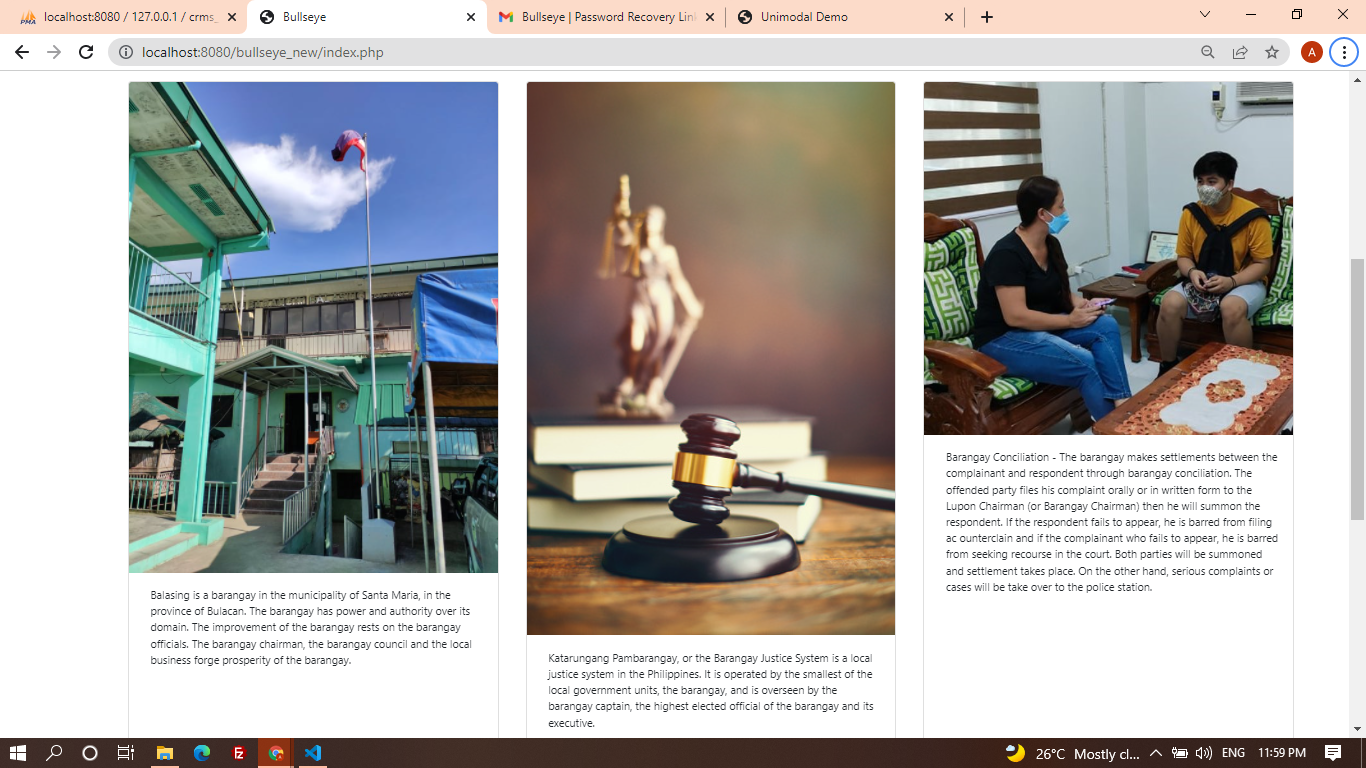 localhost:8080 / 127.0.0.1 / crms_
Bullseye
Bullseye | Password Recovery Lin
Unimodal Demo
localhost:8080/bullseye_new/index.php
A
Balasing is a barangay in the municipality of Santa Maria, in the
province of Bulacan. The barangay has power and authority over its
domain. The improvement of the barangay rests on the barangay
officials. The barangay chairman, the barangay council and the local
business forge prosperity of the barangay.
Katarungang Pambarangay, or the Barangay Justice System is a local
justice system in the Philippines. It is operated by the smallest of the
local government units, the barangay, and is overseen by the
barangay captain, the highest elected official of the barangay and its
executive.
Barangay Conciliation - The barangay makes settlements between the
complainant and respondent through barangay conciliation. The
offended party files his complaint orally or in written form to the
Lupon Chairman (or Barangay Chairman) then he will summon the
respondent. If the respondent fails to appear, he is barred from filing
ac ounterclain and if the complainant who fails to appear, he is barred
from seeking recourse in the court. Both parties will be summoned
and settlement takes place. On the other hand, serious complaints or
cases will be take over to the police station.
26°C Mostly cl...
ENG
11:59 PM